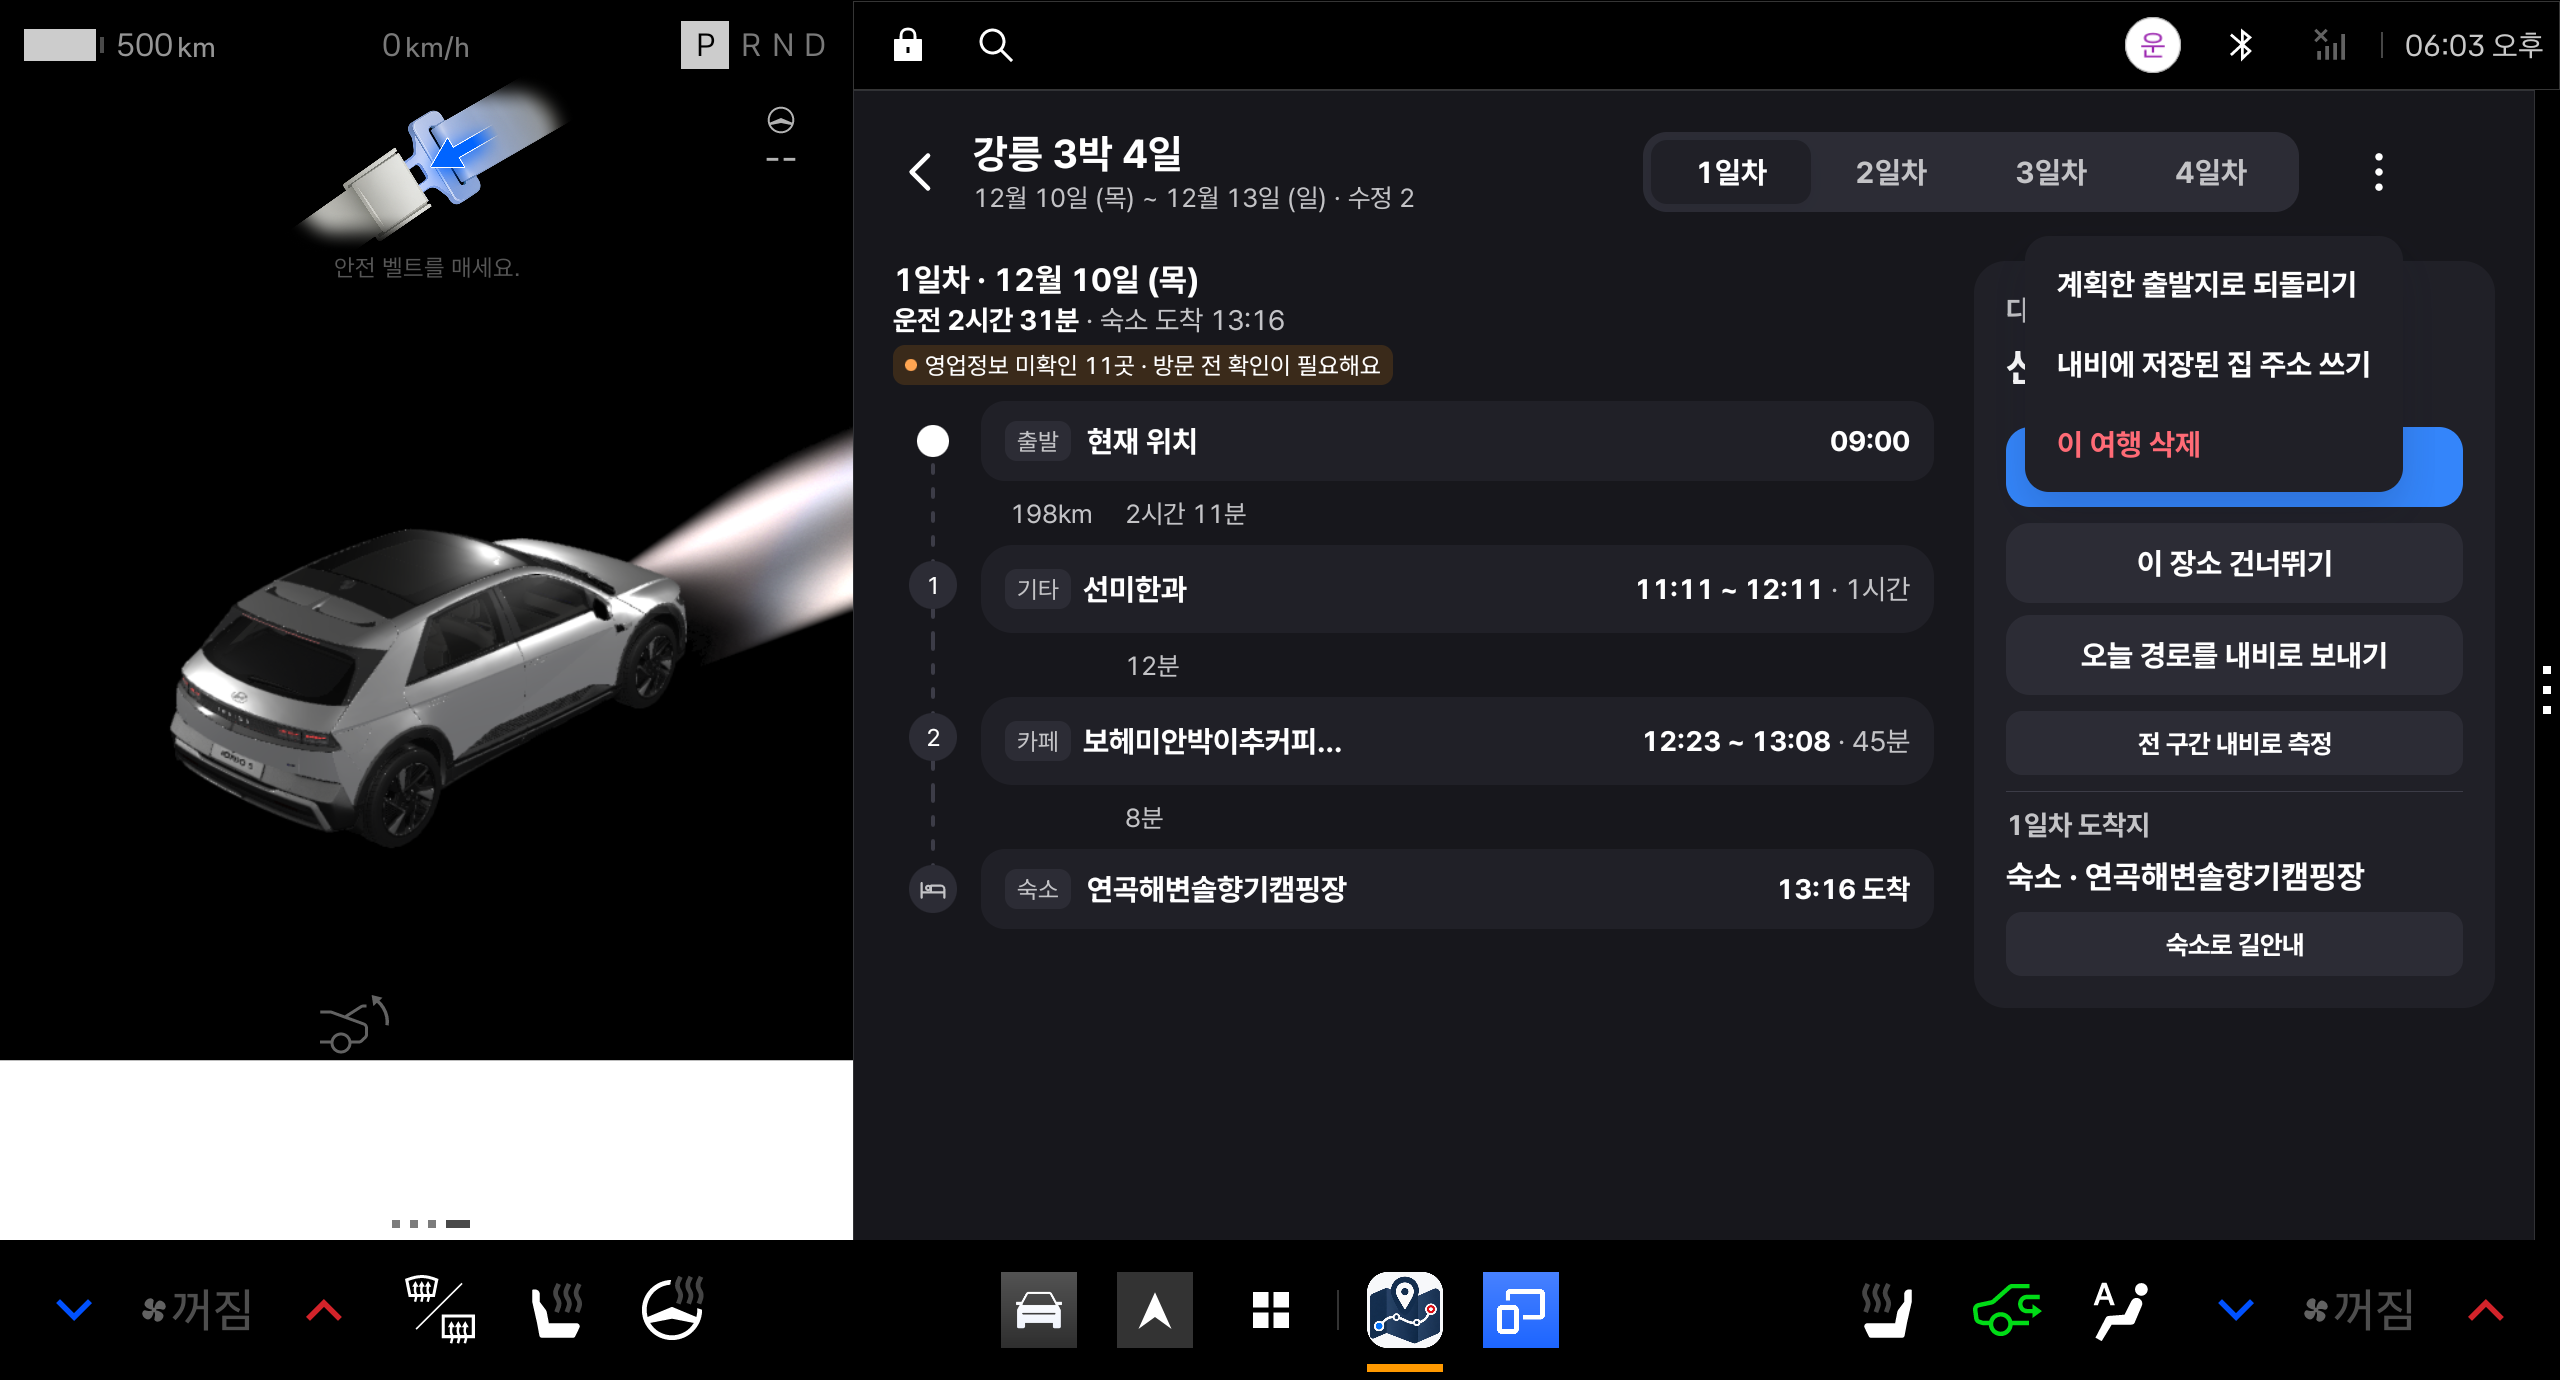 500 km
0 km/h
P R N D
운
06:03 오후
안전 벨트를 매세요.
강릉 3박 4일
12월 10일 (목) ~ 12월 13일 (일) · 수정 2
1일차
2일차
3일차
4일차
1일차 · 12월 10일 (목)
운전 2시간 31분 · 숙소 도착 13:16
영업정보 미확인 11곳 · 방문 전 확인이 필요해요
출발 현재 위치 09:00
198km 2시간 11분
1 기타 선미한과 11:11 ~ 12:11 · 1시간
12분
2 카페 보헤미안박이추커피... 12:23 ~ 13:08 · 45분
8분
숙소 연곡해변솔향기캠핑장 13:16 도착
계획한 출발지로 되돌리기
내비에 저장된 집 주소 쓰기
이 여행 삭제
이 장소 건너뛰기
오늘 경로를 내비로 보내기
전 구간 내비로 측정
1일차 도착지
숙소 · 연곡해변솔향기캠핑장
숙소로 길안내
꺼짐
A
꺼짐